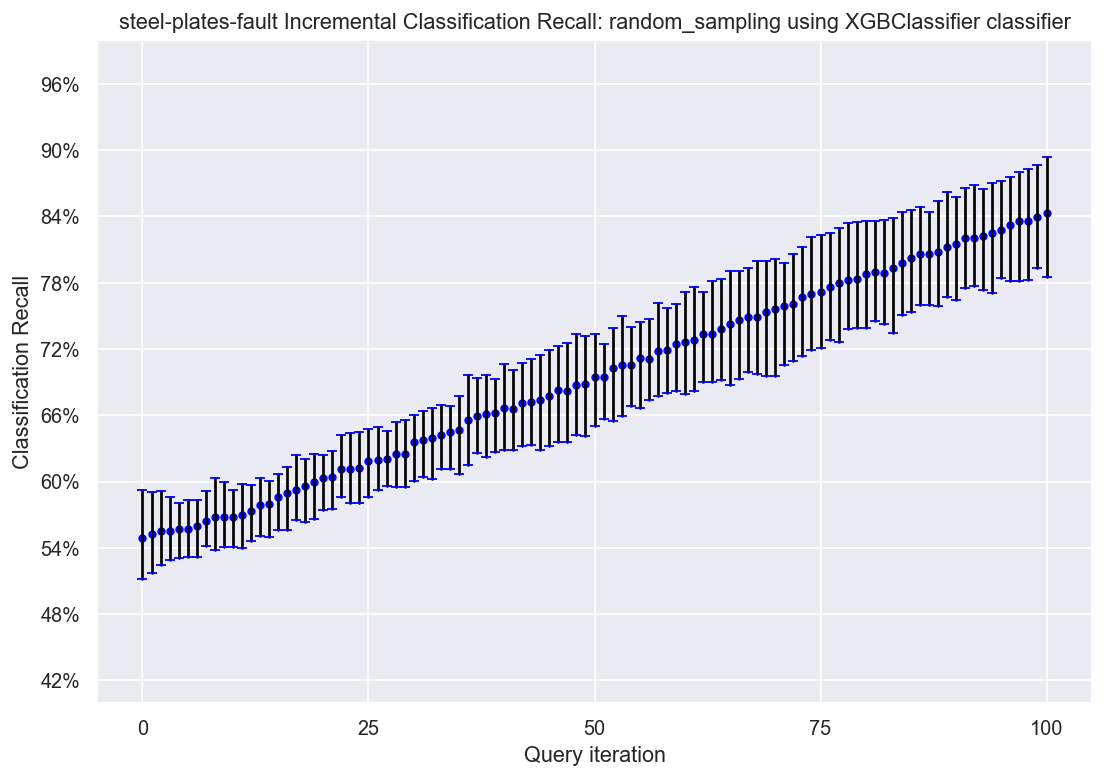 steel-plates-fault Incremental Classification Recall: random_sampling using XGBClassifier classifier
96%
90%
84%
78%
72%
66%
60%
54%
48%
42%
Classification Recall
0 25 50 75 100
Query iteration